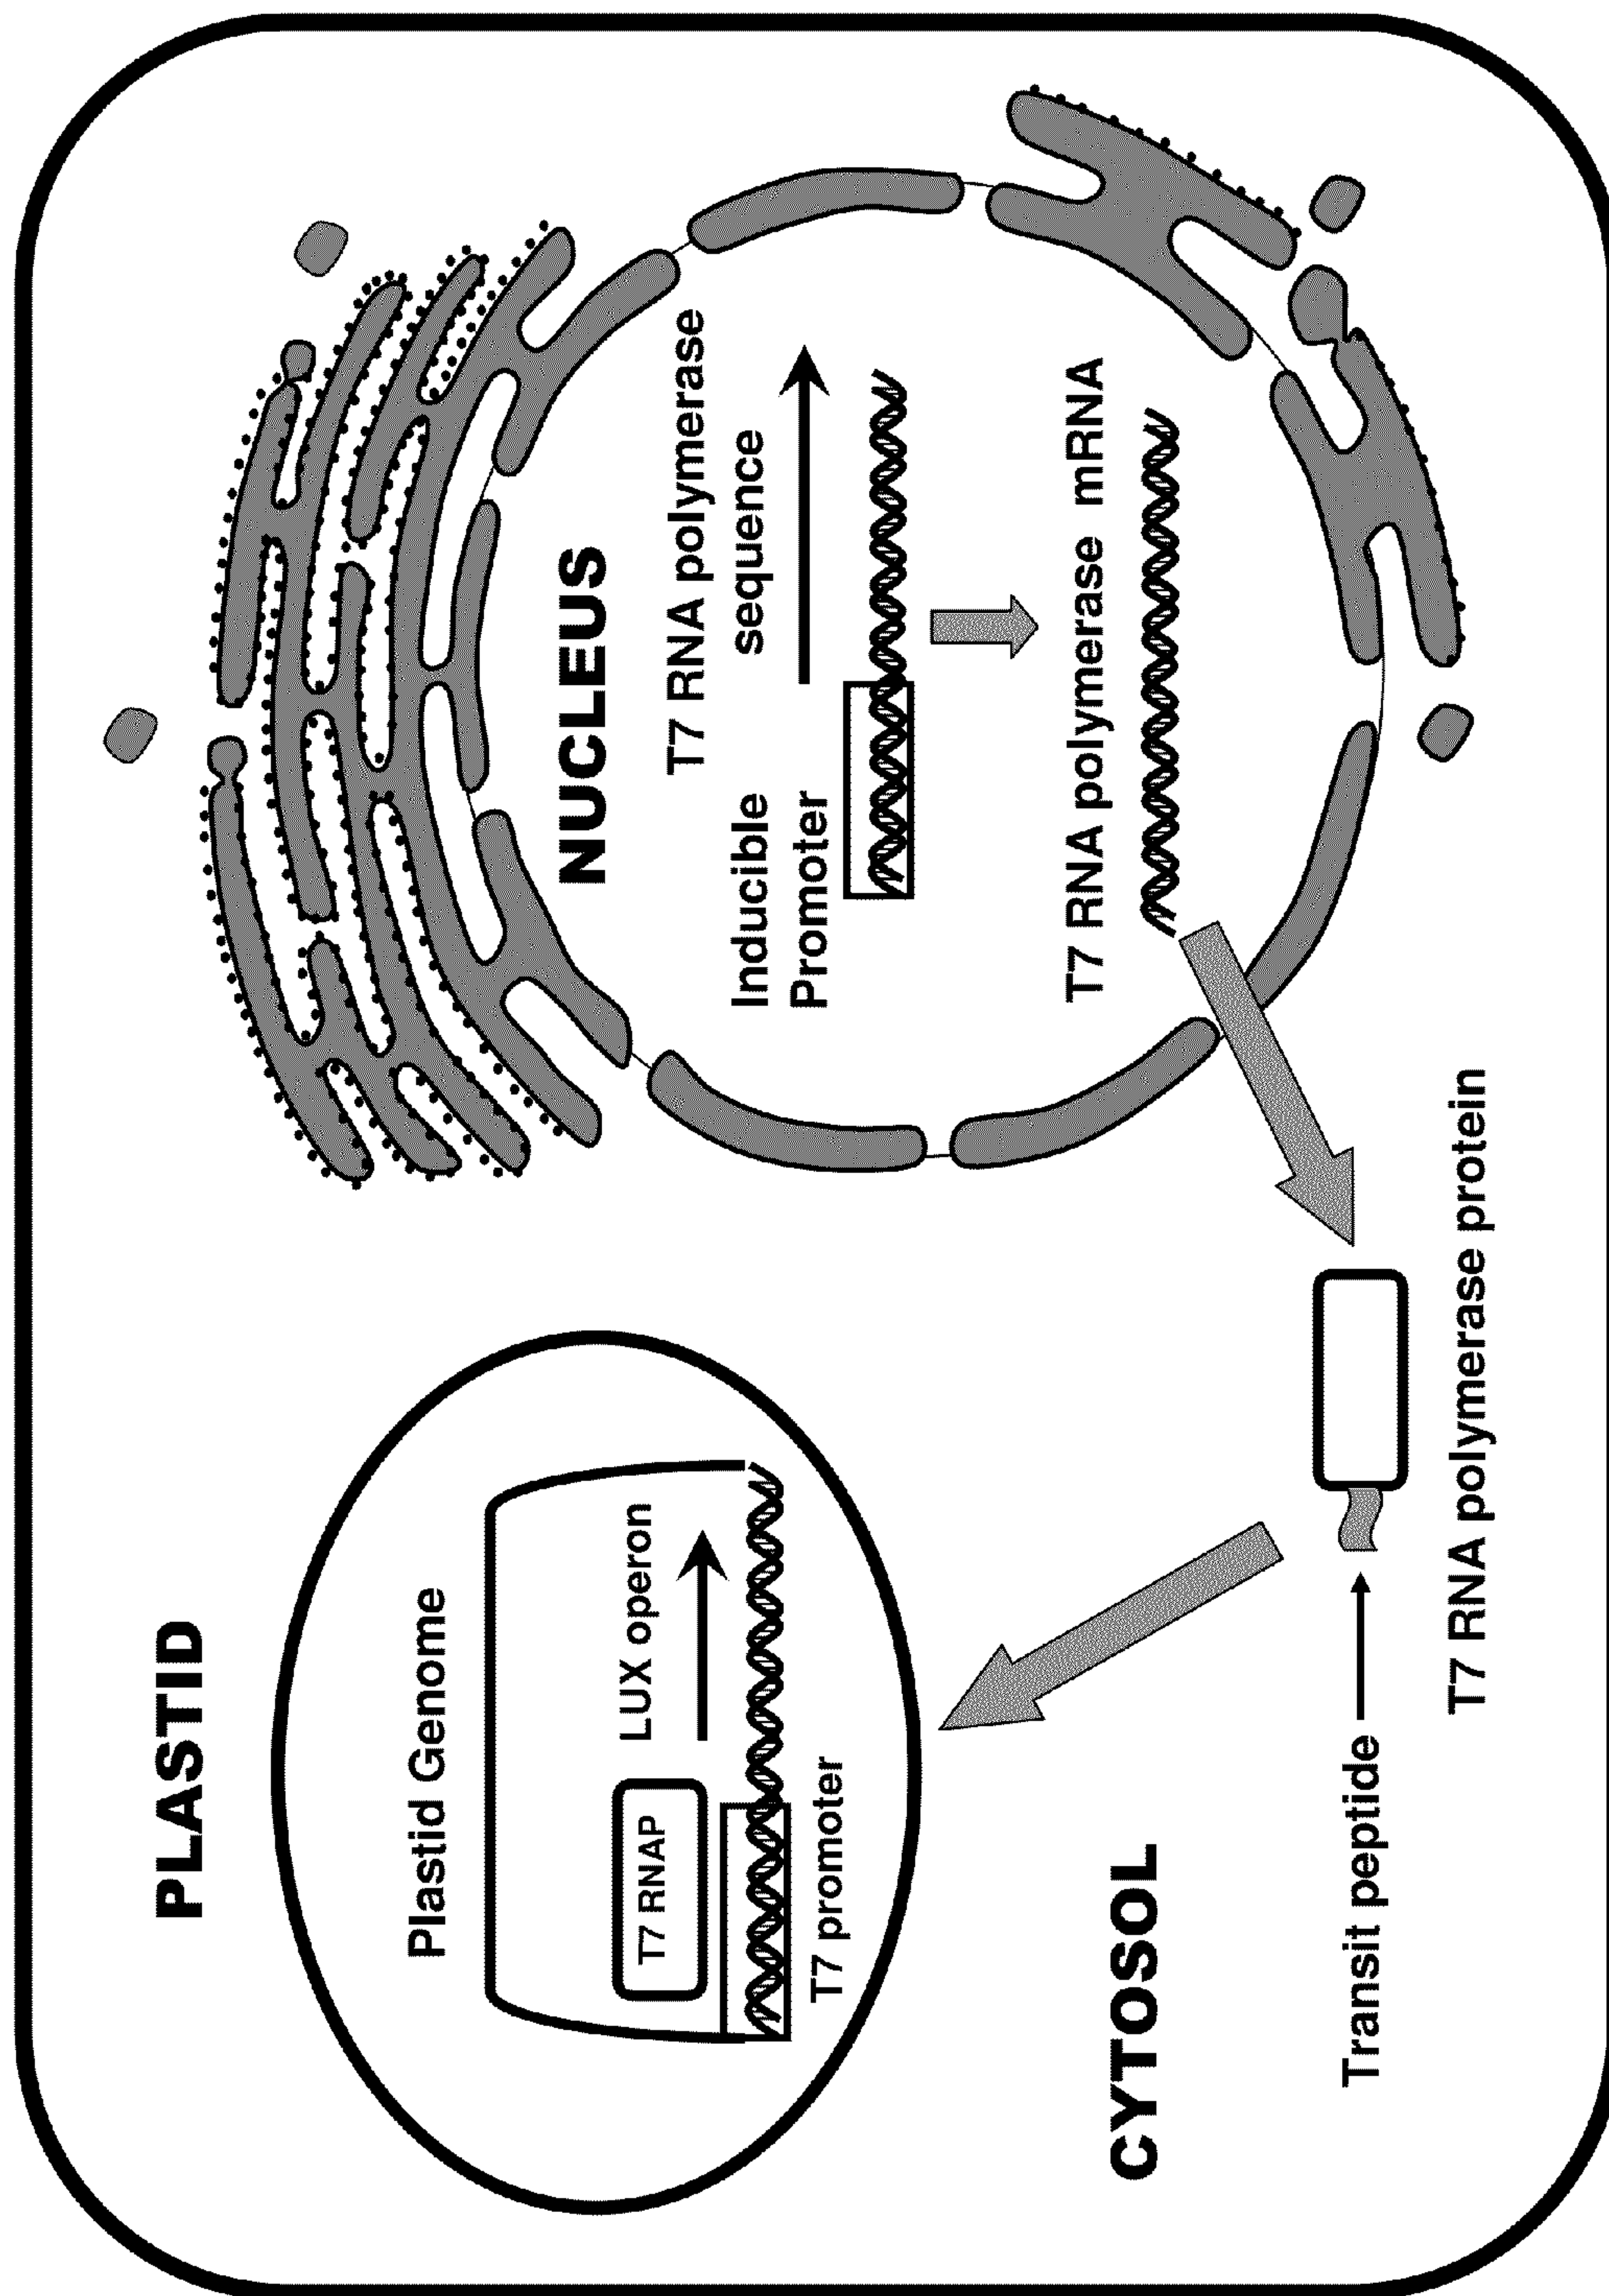 PLASTID
Plastid Genome
T7 RNAP
LUX operon
T7 promoter
CYTOSOL
Transit peptide
T7 RNA polymerase protein
NUCLEUS
T7 RNA polymerase
sequence
Inducible
Promoter
T7 RNA polymerase mRNA